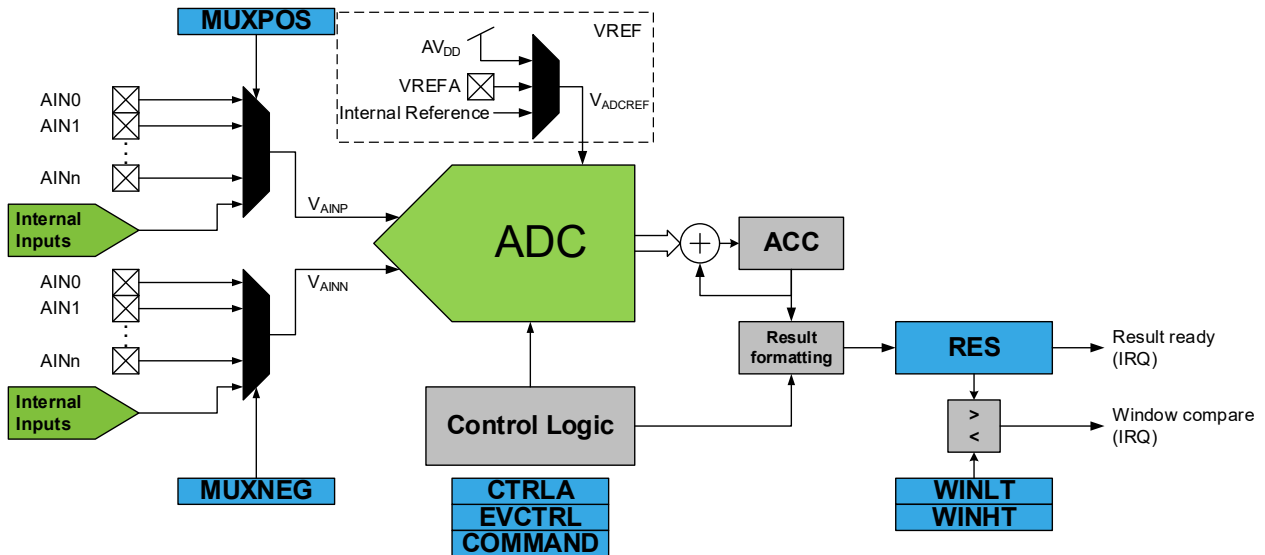 MUXPOS
VREF
AVDD
VREFA
Internal Reference
VADCREF
AIN0
AIN1
AINn
Internal
Inputs
VAINP
ADC
ACC
AIN0
AIN1
AINn
Internal
Inputs
VAINN
Result
formatting
RES
Result ready
(IRQ)
Control Logic
>
<
Window compare
(IRQ)
MUXNEG
CTRLA
EVCTRL
COMMAND
WINLT
WINHT